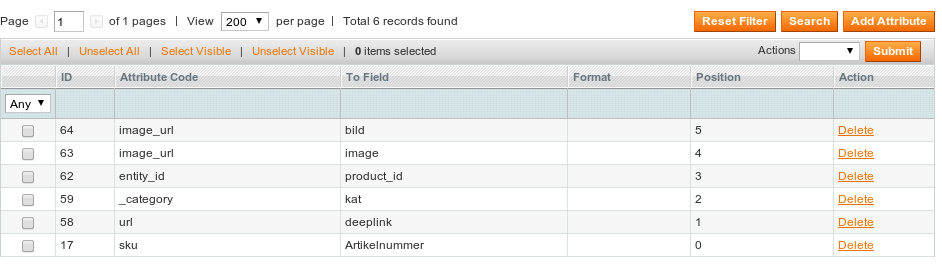 Page 1 of 1 pages | View 200 per page | Total 6 records found Reset Filter Search Add Attribute
Select All | Unselect All | Select Visible | Unselect Visible | 0 items selected Actions Submit
ID Attribute Code To Field Format Position Action
Any
64 image_url bild 5 Delete
63 image_url image 4 Delete
62 entity_id product_id 3 Delete
59 _category kat 2 Delete
58 url deeplink 1 Delete
17 sku Artikelnummer 0 Delete